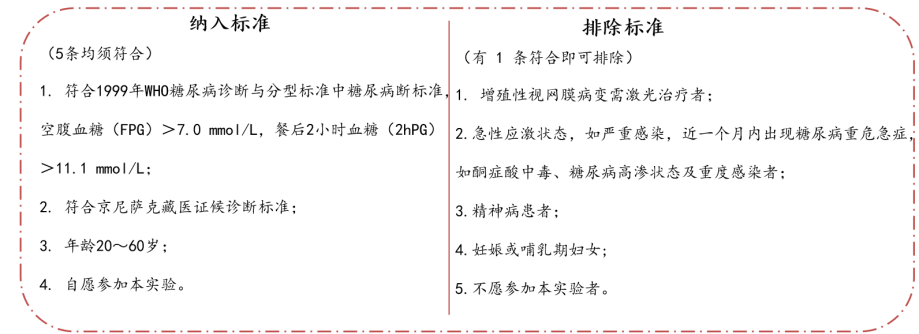 纳入标准
（5条均须符合）
1. 符合1999年WHO糖尿病诊断与分型标准中糖尿病断标准，
空腹血糖（FPG）＞7.0 mmol/L，餐后2小时血糖（2hPG）
＞11.1 mmol/L；
2. 符合京尼萨克藏医证候诊断标准；
3. 年龄20～60岁；
4. 自愿参加本实验。
排除标准
（有 1 条符合即可排除）
1. 增殖性视网膜病变需激光治疗者；
2.急性应激状态，如严重感染，近一个月内出现糖尿病重危急症，
如酮症酸中毒、糖尿病高渗状态及重度感染者；
3.精神病患者；
4.妊娠或哺乳期妇女；
5.不愿参加本实验者。